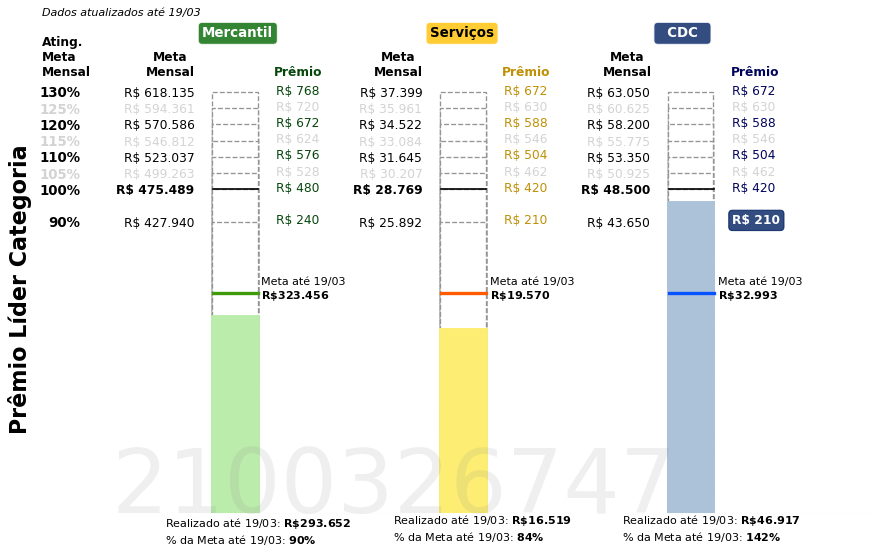 Dados atualizados até 19/03
Mercantil Serviços CDC
Ating. Meta Mensal Meta Mensal Prêmio Meta Mensal Prêmio Meta Mensal Prêmio
130% R$ 618.135 R$ 768 R$ 37.399 R$ 672 R$ 63.050 R$ 672
125% R$ 594.361 R$ 720 R$ 35.961 R$ 630 R$ 60.625 R$ 630
120% R$ 570.586 R$ 672 R$ 34.522 R$ 588 R$ 58.200 R$ 588
115% R$ 546.812 R$ 624 R$ 33.084 R$ 546 R$ 55.775 R$ 546
110% R$ 523.037 R$ 576 R$ 31.645 R$ 504 R$ 53.350 R$ 504
105% R$ 499.263 R$ 528 R$ 30.207 R$ 462 R$ 50.925 R$ 462
100% R$ 475.489 R$ 480 R$ 28.769 R$ 420 R$ 48.500 R$ 420
90% R$ 427.940 R$ 240 R$ 25.892 R$ 210 R$ 43.650 R$ 210
Meta até 19/03 Meta até 19/03 Meta até 19/03
R$323.456 R$19.570 R$32.993
Prêmio Líder Categoria
2100326747
Realizado até 19/03: R$293.652 Realizado até 19/03: R$16.519 Realizado até 19/03: R$46.917
% da Meta até 19/03: 90% % da Meta até 19/03: 84% % da Meta até 19/03: 142%